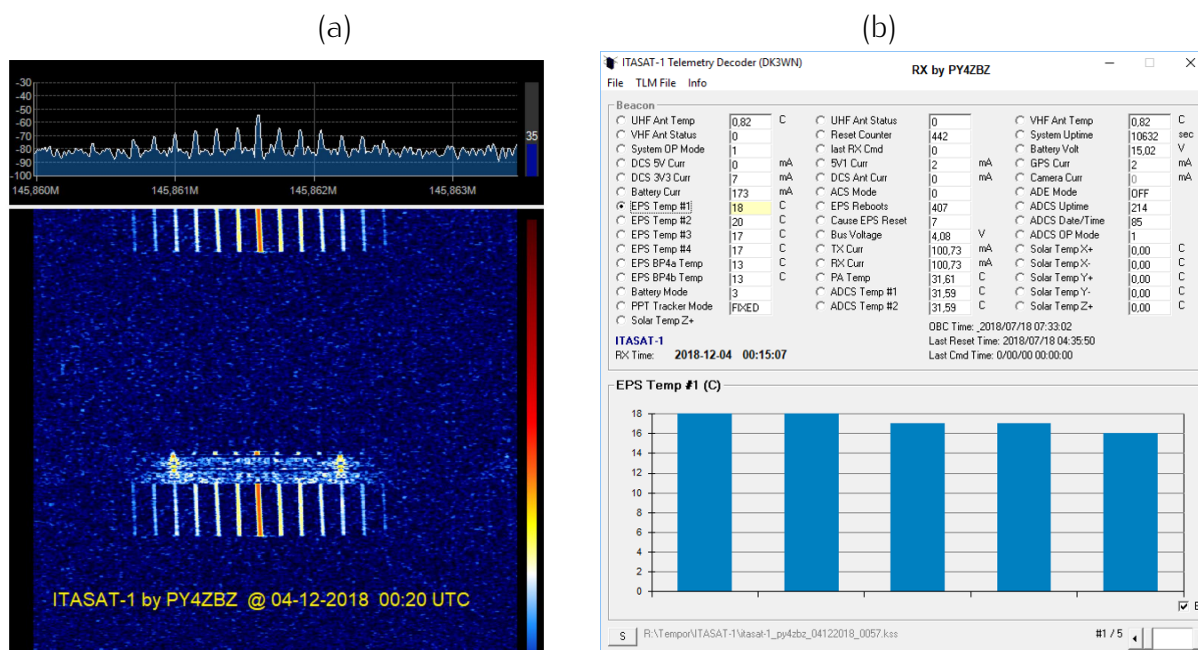 (a)
-30
-40
-50
-60
-70
-80
-90
-100
35
145,860M 145,861M 145,862M 145,863M
ITASAT-1 by PY4ZBZ @ 04-12-2018 00:20 UTC
(b)
ITASAT-1 Telemetry Decoder (DK3WN) RX by PY4ZBZ
File TLM File Info
Beacon
UHF Ant Temp 0,82 C UHF Ant Status 0 VHF Ant Temp 0,82 C
VHF Ant Status 0 Reset Counter 442 System Uptime 10632 sec
System OP Mode 1 last RX Cmd 0 Battery Volt 15,02 V
DCS 5V Curr 0 mA 5V1 Curr 2 mA GPS Curr 2 mA
DCS 3V3 Curr 7 mA DCS Ant Curr 0 mA Camera Curr 0 mA
Battery Curr 173 mA ACS Mode 0 ADE Mode OFF
EPS Temp #1 18 C EPS Reboots 407 ADCS Uptime 214
EPS Temp #2 20 C Cause EPS Reset 7 ADCS Date/Time 85
EPS Temp #3 17 C Bus Voltage 4,08 V ADCS OP Mode 1
EPS Temp #4 17 C TX Curr 100,73 mA Solar Temp X+ 0,00 C
EPS BP4a Temp 13 C RX Curr 100,73 mA Solar Temp X- 0,00 C
EPS BP4b Temp 13 C PA Temp 31,61 C Solar Temp Y+ 0,00 C
Battery Mode 3 ADCS Temp #1 31,59 C Solar Temp Y- 0,00 C
PPT Tracker Mode FIXED ADCS Temp #2 31,59 C Solar Temp Z+ 0,00 C
Solar Temp Z+
OBC Time: 2018/07/18 07:33:02
ITASAT-1 Last Reset Time: 2018/07/18 04:35:50
RX Time: 2018-12-04 00:15:07 Last Cmd Time: 0/00/00 00:00:00
EPS Temp #1 (C)
18
16
14
12
10
8
6
4
2
0
S R:\Tempor\ITASAT-1\itasat-1_py4zbz_04122018_0057.kss #1 / 5